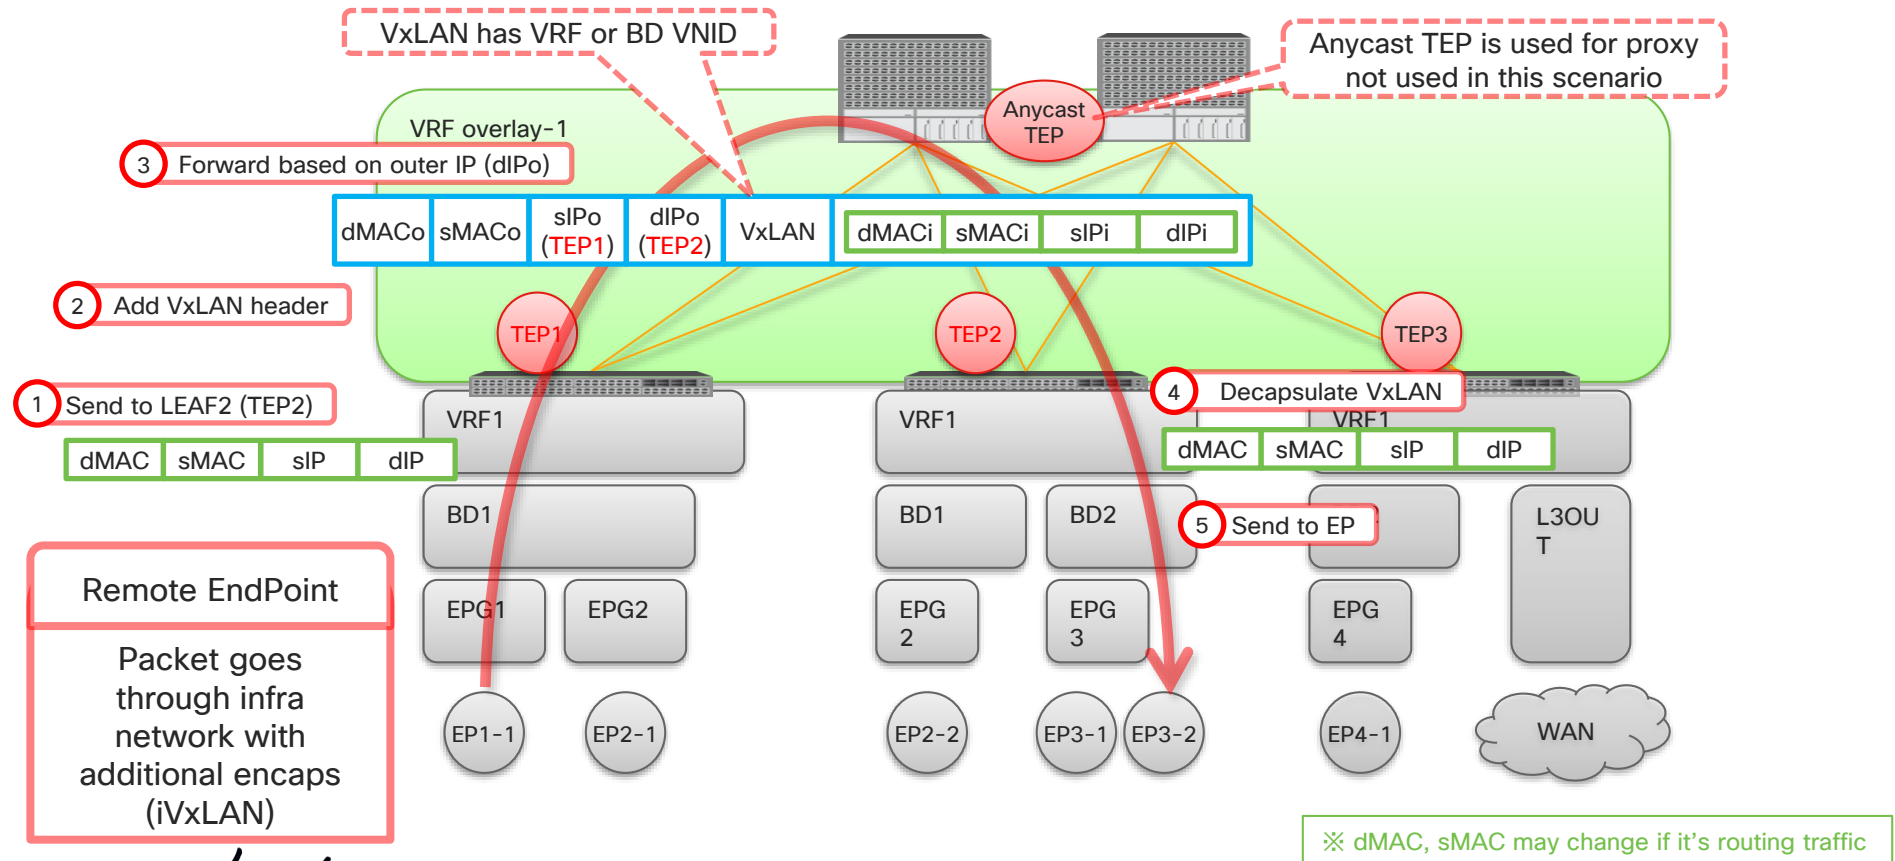 VxLAN has VRF or BD VNID
Anycast TEP is used for proxy
not used in this scenario
Anycast
TEP
VRF overlay-1
3 Forward based on outer IP (dIPo)
dMACo sMACo sIPo (TEP1) dIPo (TEP2) VxLAN dMACi sMACi sIPi dIPi
2 Add VxLAN header
TEP1 TEP2 TEP3
1 Send to LEAF2 (TEP2)
4 Decapsulate VxLAN
VRF1 VRF1 VRF1
dMAC sMAC sIP dIP
dMAC sMAC sIP dIP
BD1 BD1 BD2
5 Send to EP
L3OU
T
Remote EndPoint
EPG1 EPG2
EPG
2
EPG
3
EPG
4
Packet goes
through infra
network with
additional encaps
(iVxLAN)
EP1-1 EP2-1 EP2-2 EP3-1 EP3-2 EP4-1 WAN
※ dMAC, sMAC may change if it's routing traffic